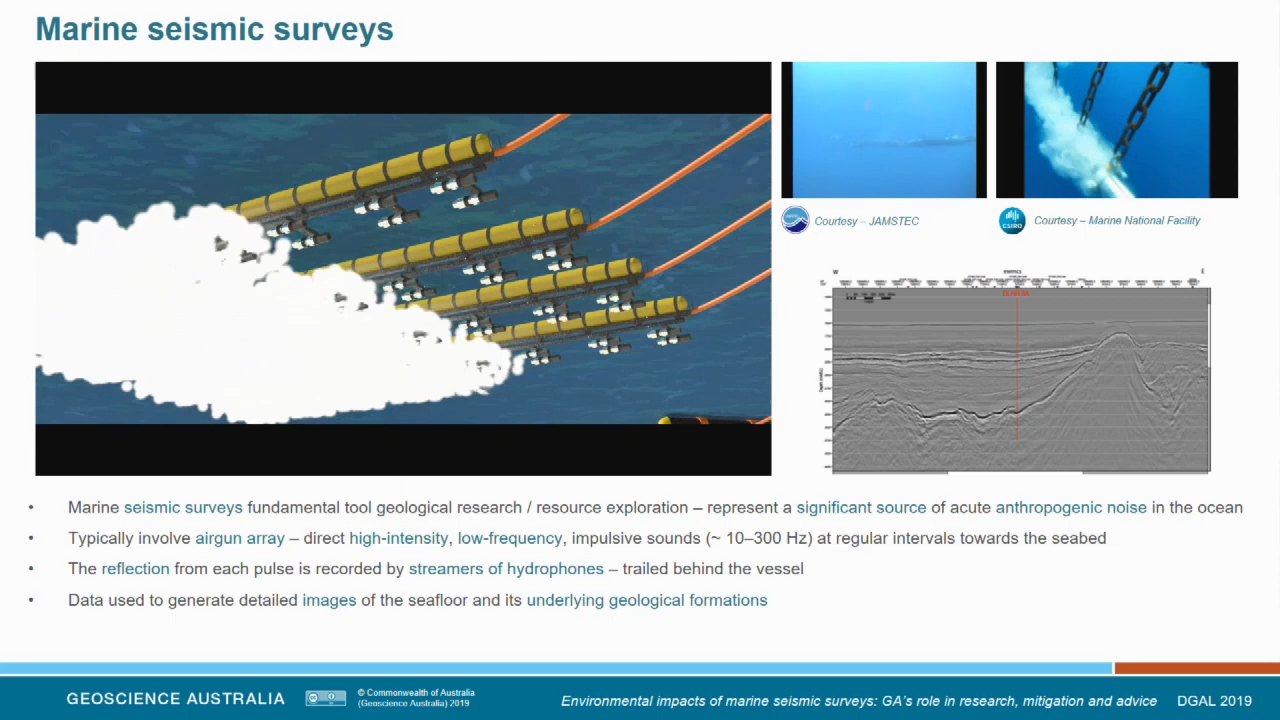 Marine seismic surveys
Courtesy – JAMSTEC
CSIRO
Courtesy – Marine National Facility
W
E
• Marine seismic surveys fundamental tool geological research / resource exploration – represent a significant source of acute anthropogenic noise in the ocean
• Typically involve airgun array – direct high-intensity, low-frequency, impulsive sounds (~ 10–300 Hz) at regular intervals towards the seabed
• The reflection from each pulse is recorded by streamers of hydrophones – trailed behind the vessel
• Data used to generate detailed images of the seafloor and its underlying geological formations
GEOSCIENCE AUSTRALIA
© Commonwealth of Australia
(Geoscience Australia) 2019
Environmental impacts of marine seismic surveys: GA's role in research, mitigation and advice
DGAL 2019